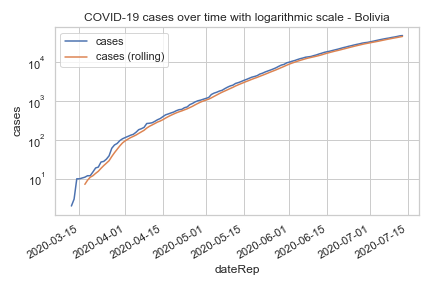 COVID-19 cases over time with logarithmic scale - Bolivia
cases
cases (rolling)
10^4
10^3
10^2
10^1
cases
2020-03-15
2020-04-01
2020-04-15
2020-05-01
2020-05-15
2020-06-01
2020-06-15
2020-07-01
2020-07-15
dateRep